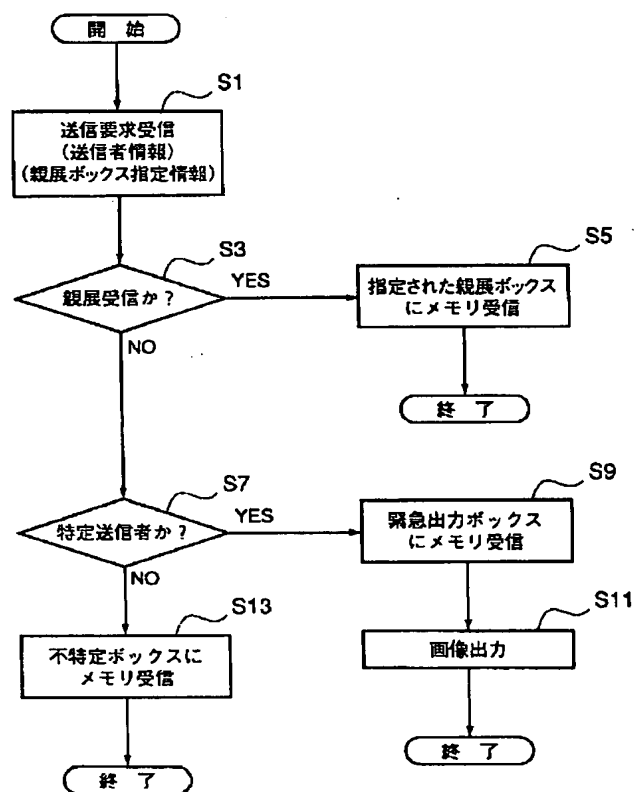 開 始
S1
送信要求受信
(送信者情報)
(親展ボックス指定情報)
S3
親展受信か？
YES
NO
S5
指定された親展ボックス
にメモリ受信
終 了
S7
特定送信者か？
YES
NO
S9
緊急出力ボックス
にメモリ受信
S11
画像出力
終 了
S13
不特定ボックスに
メモリ受信
終 了